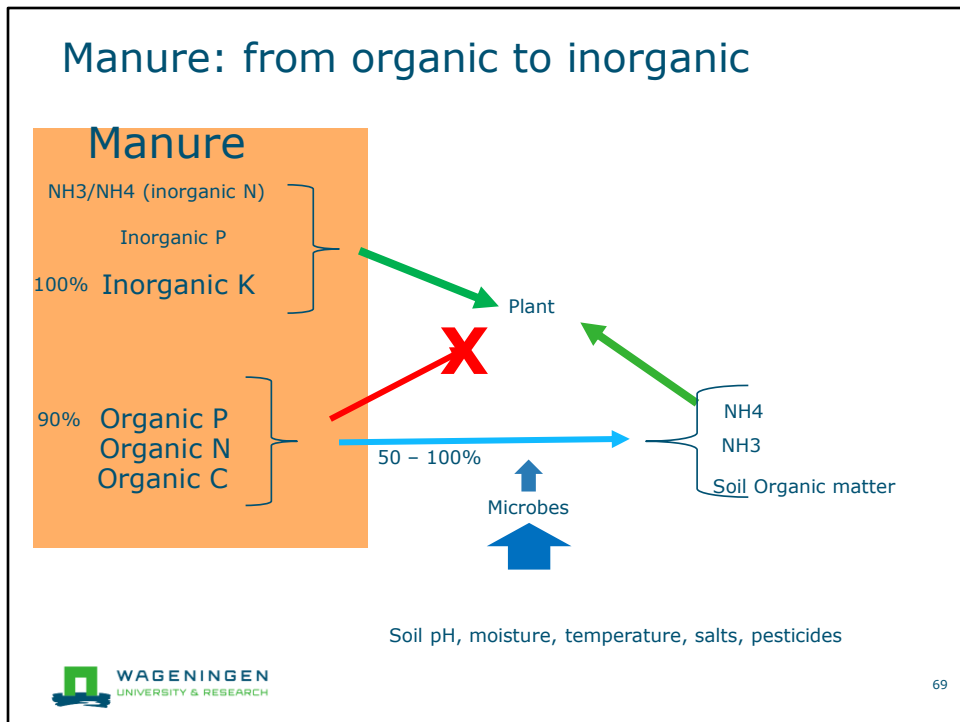 Manure: from organic to inorganic
Manure
NH3/NH4 (inorganic N)
Inorganic P
100% Inorganic K
Plant
X
90% Organic P
Organic N
Organic C
50 – 100%
NH4
NH3
Soil Organic matter
Microbes
Soil pH, moisture, temperature, salts, pesticides
WAGENINGEN
UNIVERSITY & RESEARCH
69